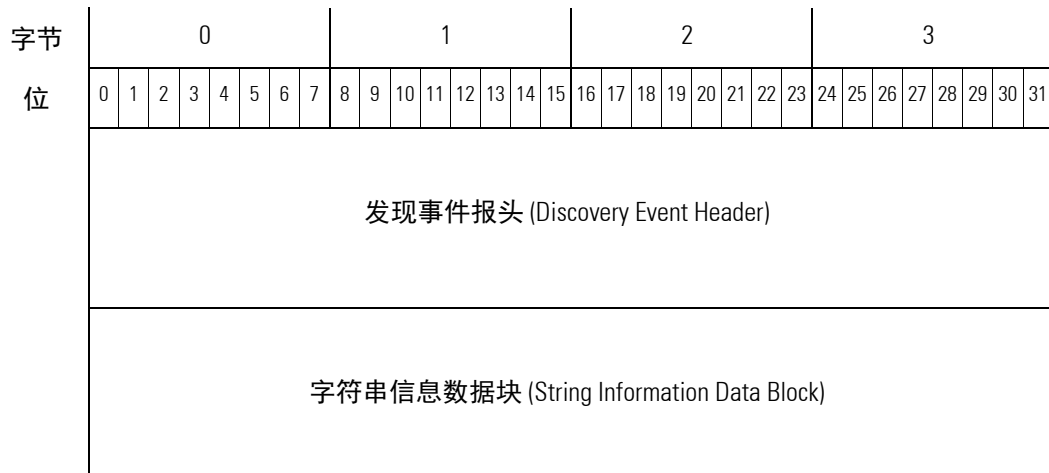 字节 0 1 2 3
位 0 1 2 3 4 5 6 7 8 9 10 11 12 13 14 15 16 17 18 19 20 21 22 23 24 25 26 27 28 29 30 31
发现事件报头 (Discovery Event Header)
字符串信息数据块 (String Information Data Block)